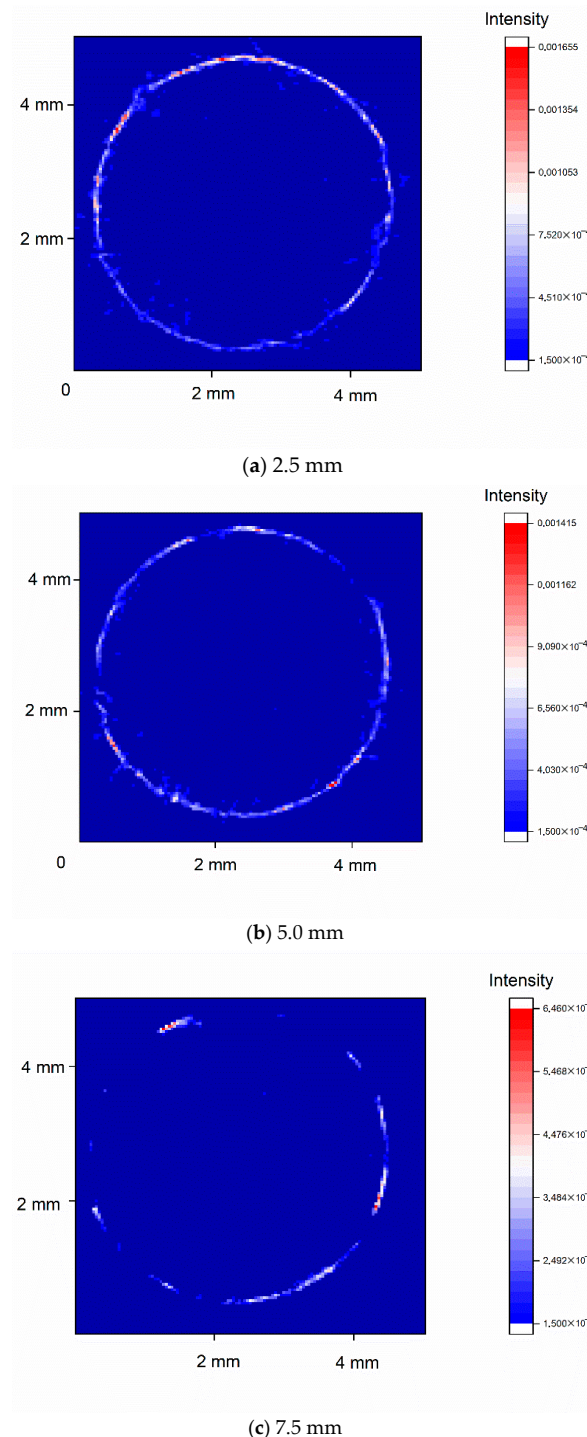 Intensity
0,001655
0,001354
0,001053
7,520×10⁻
4,510×10⁻
1,500×10⁻
4 mm
2 mm
0
2 mm 4 mm
(a) 2.5 mm
Intensity
0,001415
0,001162
9,090×10⁻⁴
6,560×10⁻⁴
4,030×10⁻⁴
1,500×10⁻⁴
4 mm
2 mm
0
2 mm 4 mm
(b) 5.0 mm
Intensity
6,460×10⁻
5,468×10⁻
4,476×10⁻
3,484×10⁻
2,492×10⁻
1,500×10⁻
4 mm
2 mm
2 mm 4 mm
(c) 7.5 mm